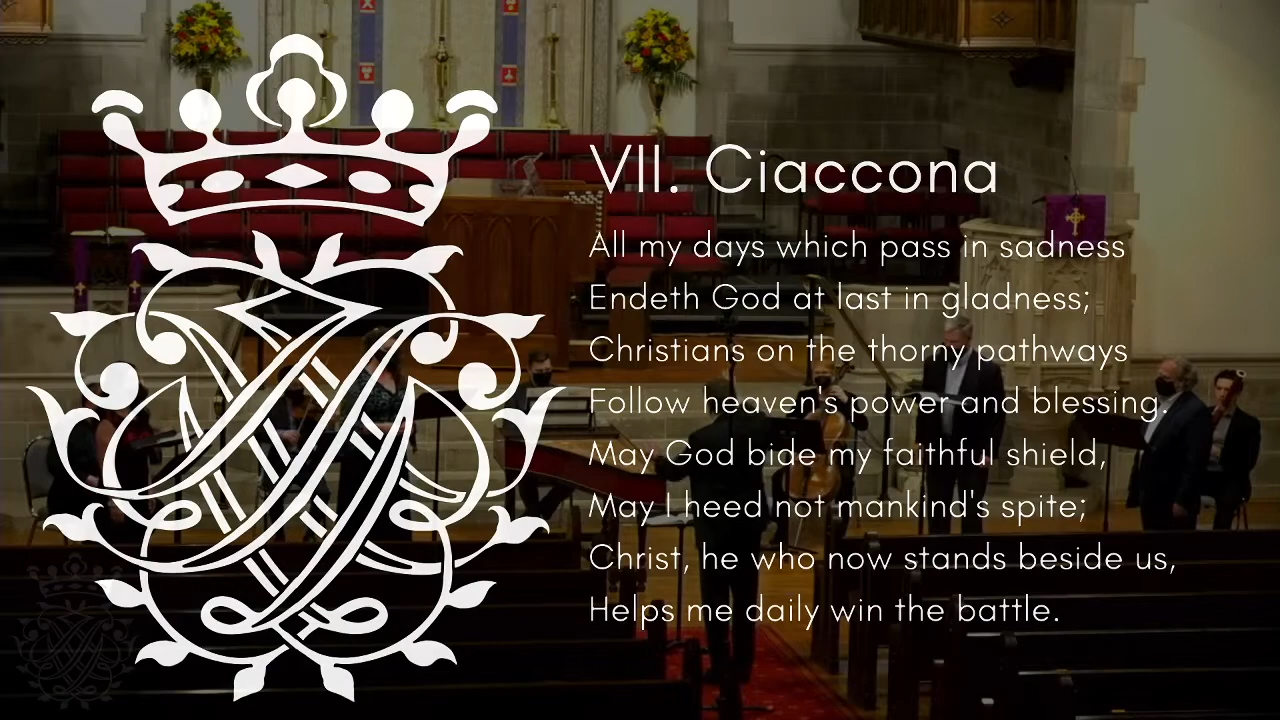 VII. Ciaccona
All my days which pass in sadness
Endeth God at last in gladness;
Christians on the thorny pathways
Follow heaven's power and blessing.
May God bide my faithful shield,
May I heed not mankind's spite;
Christ, he who now stands beside us,
Helps me daily win the battle.